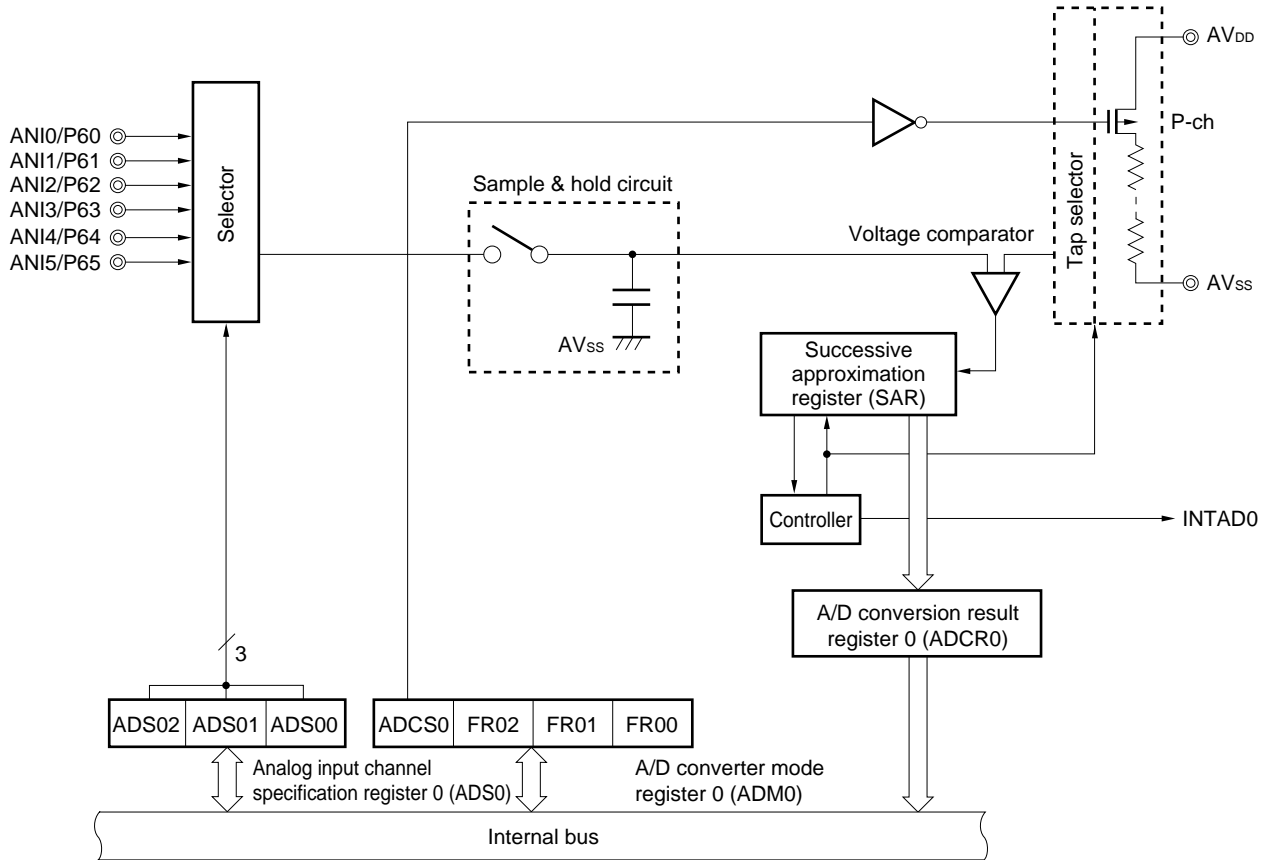 AVDD
P-ch
Tap selector
AVSS
ANI0/P60
ANI1/P61
ANI2/P62
ANI3/P63
ANI4/P64
ANI5/P65
Selector
Sample & hold circuit
AVSS
Voltage comparator
Successive
approximation
register (SAR)
Controller
INTAD0
A/D conversion result
register 0 (ADCR0)
3
ADS02 ADS01 ADS00
ADCS0 FR02 FR01 FR00
Analog input channel
specification register 0 (ADS0)
A/D converter mode
register 0 (ADM0)
Internal bus